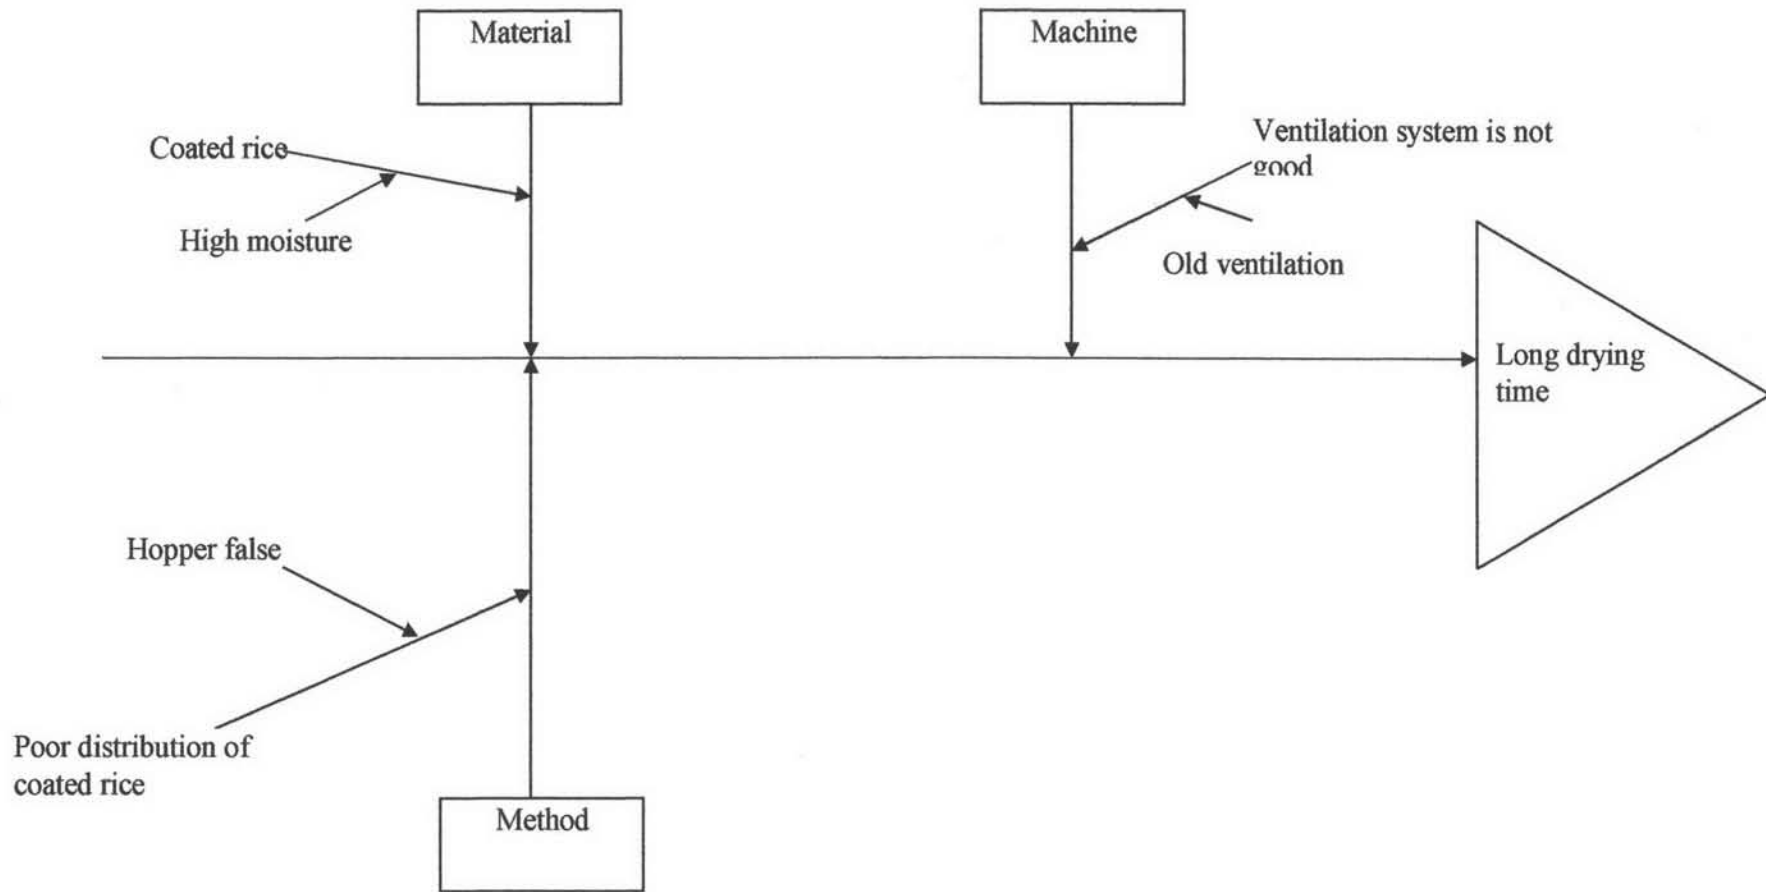 Material
Machine
Coated rice
Ventilation system is not
good
High moisture
Old ventilation
Long drying
time
Hopper false
Poor distribution of
coated rice
Method